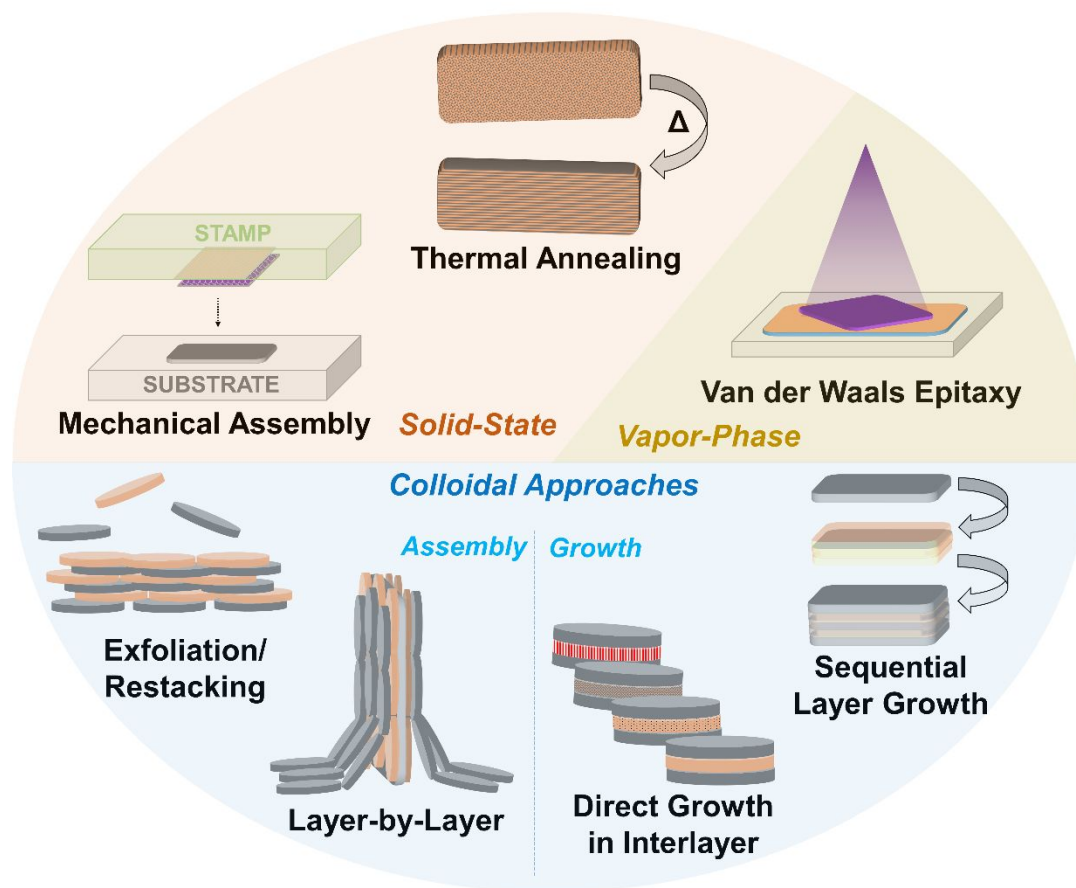 Δ
Thermal Annealing
STAMP
SUBSTRATE
Mechanical Assembly
Solid-State
Van der Waals Epitaxy
Vapor-Phase
Colloidal Approaches
Assembly
Growth
Exfoliation/
Restacking
Layer-by-Layer
Direct Growth
in Interlayer
Sequential
Layer Growth